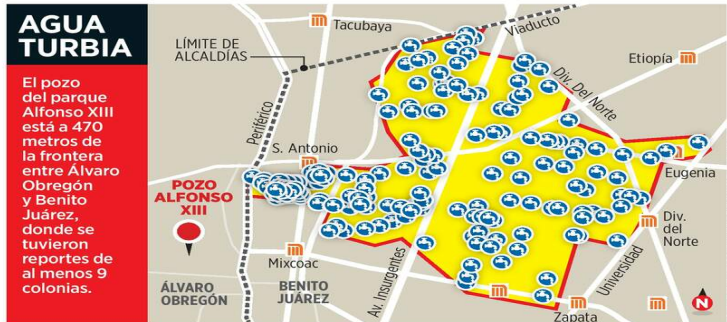 AGUA
TURBIA
El pozo
del parque
Alfonso XIII
está a 470
metros de
la frontera
entre Álvaro
Obregón
y Benito
Juárez,
donde se
tuvieron
reportes de
al menos 9
colonias.
LÍMITE DE
ALCALDÍAS
Tacubaya
Viaducto
Etiopía
Div. Del Norte
Periférico
S. Antonio
Eugenia
POZO
ALFONSO
XIII
Div.
del
Norte
Mixcoac
Av. Insurgentes
Universidad
ÁLVARO
OBREGÓN
BENITO
JUÁREZ
Zapata
N